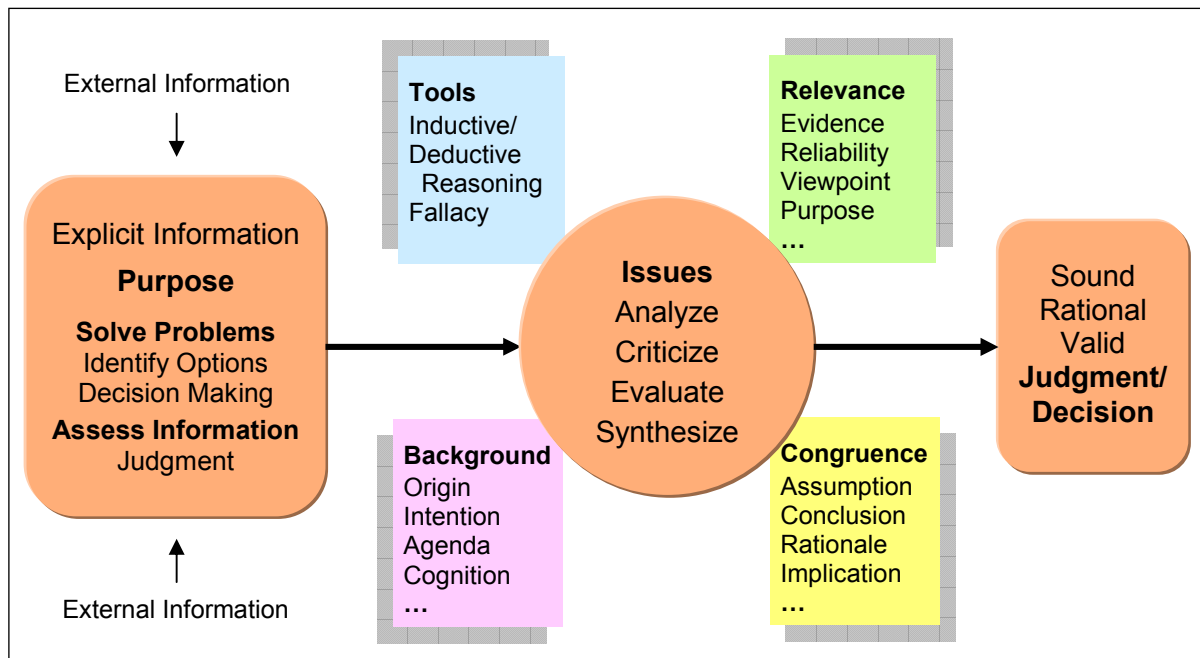 External Information
Explicit Information
Purpose
Solve Problems
Identify Options
Decision Making
Assess Information
Judgment
External Information
Tools
Inductive/
Deductive
Reasoning
Fallacy
Background
Origin
Intention
Agenda
Cognition
…
Issues
Analyze
Criticize
Evaluate
Synthesize
Relevance
Evidence
Reliability
Viewpoint
Purpose
…
Congruence
Assumption
Conclusion
Rationale
Implication
…
Sound
Rational
Valid
Judgment/
Decision